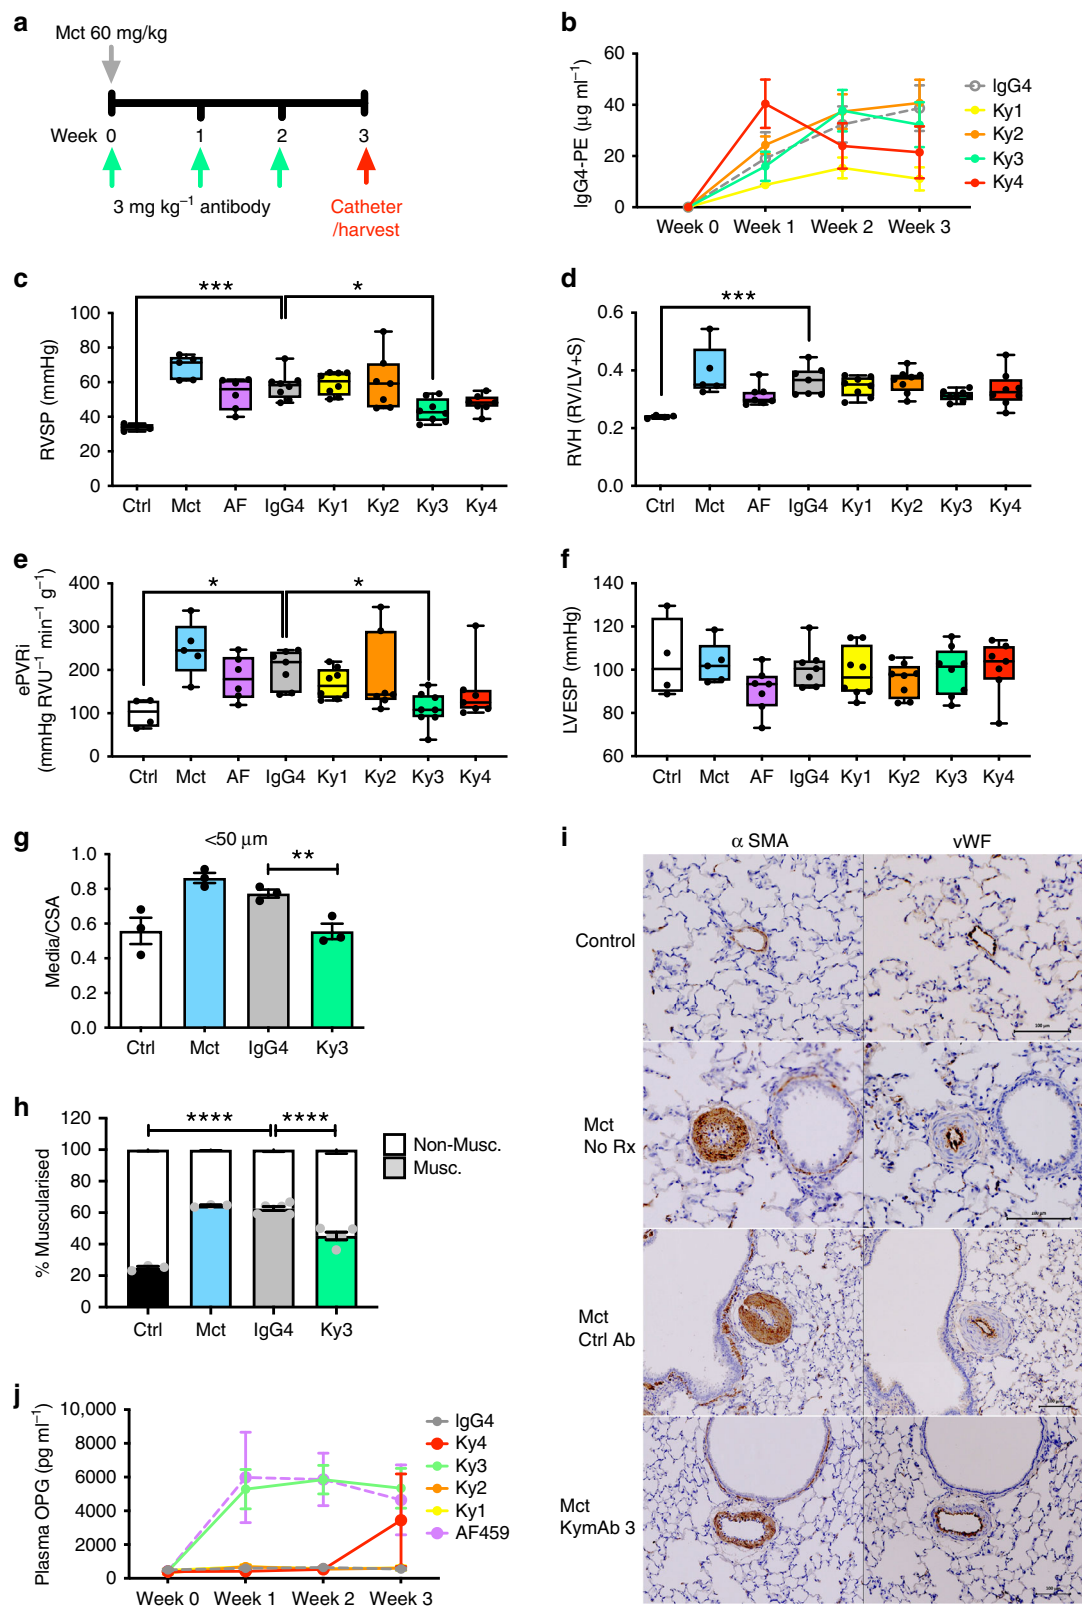 a
Mct 60 mg/kg
Week 0 1 2 3
3 mg kg⁻¹ antibody
Catheter
/harvest
b
IgG4-PE (µg ml⁻¹)
60
40
20
0
Week 0 Week 1 Week 2 Week 3
IgG4
Ky1
Ky2
Ky3
Ky4
c
RVSP (mmHg)
100
80
60
40
20
0
*** *
Ctrl Mct AF IgG4 Ky1 Ky2 Ky3 Ky4
d
RVH (RV/LV+S)
0.6
0.4
0.2
0.0
***
Ctrl Mct AF IgG4 Ky1 Ky2 Ky3 Ky4
e
ePVRi
(mmHg RVU⁻¹ min⁻¹ g⁻¹)
400
300
200
100
0
* *
Ctrl Mct AF IgG4 Ky1 Ky2 Ky3 Ky4
f
LVESP (mmHg)
140
120
100
80
60
Ctrl Mct AF IgG4 Ky1 Ky2 Ky3 Ky4
g
<50 µm
Media/CSA
1.0
0.8
0.6
0.4
0.2
0.0
**
Ctrl Mct IgG4 Ky3
h
% Muscularised
120
100
80
60
40
20
0
**** ****
Non-Musc.
Musc.
Ctrl Mct IgG4 Ky3
i
α SMA vWF
Control
100 µm
Mct
No Rx
100 µm
Mct
Ctrl Ab
100 µm
Mct
KymAb 3
100 µm
j
Plasma OPG (pg ml⁻¹)
10,000
8000
6000
4000
2000
0
Week 0 Week 1 Week 2 Week 3
IgG4
Ky4
Ky3
Ky2
Ky1
AF459